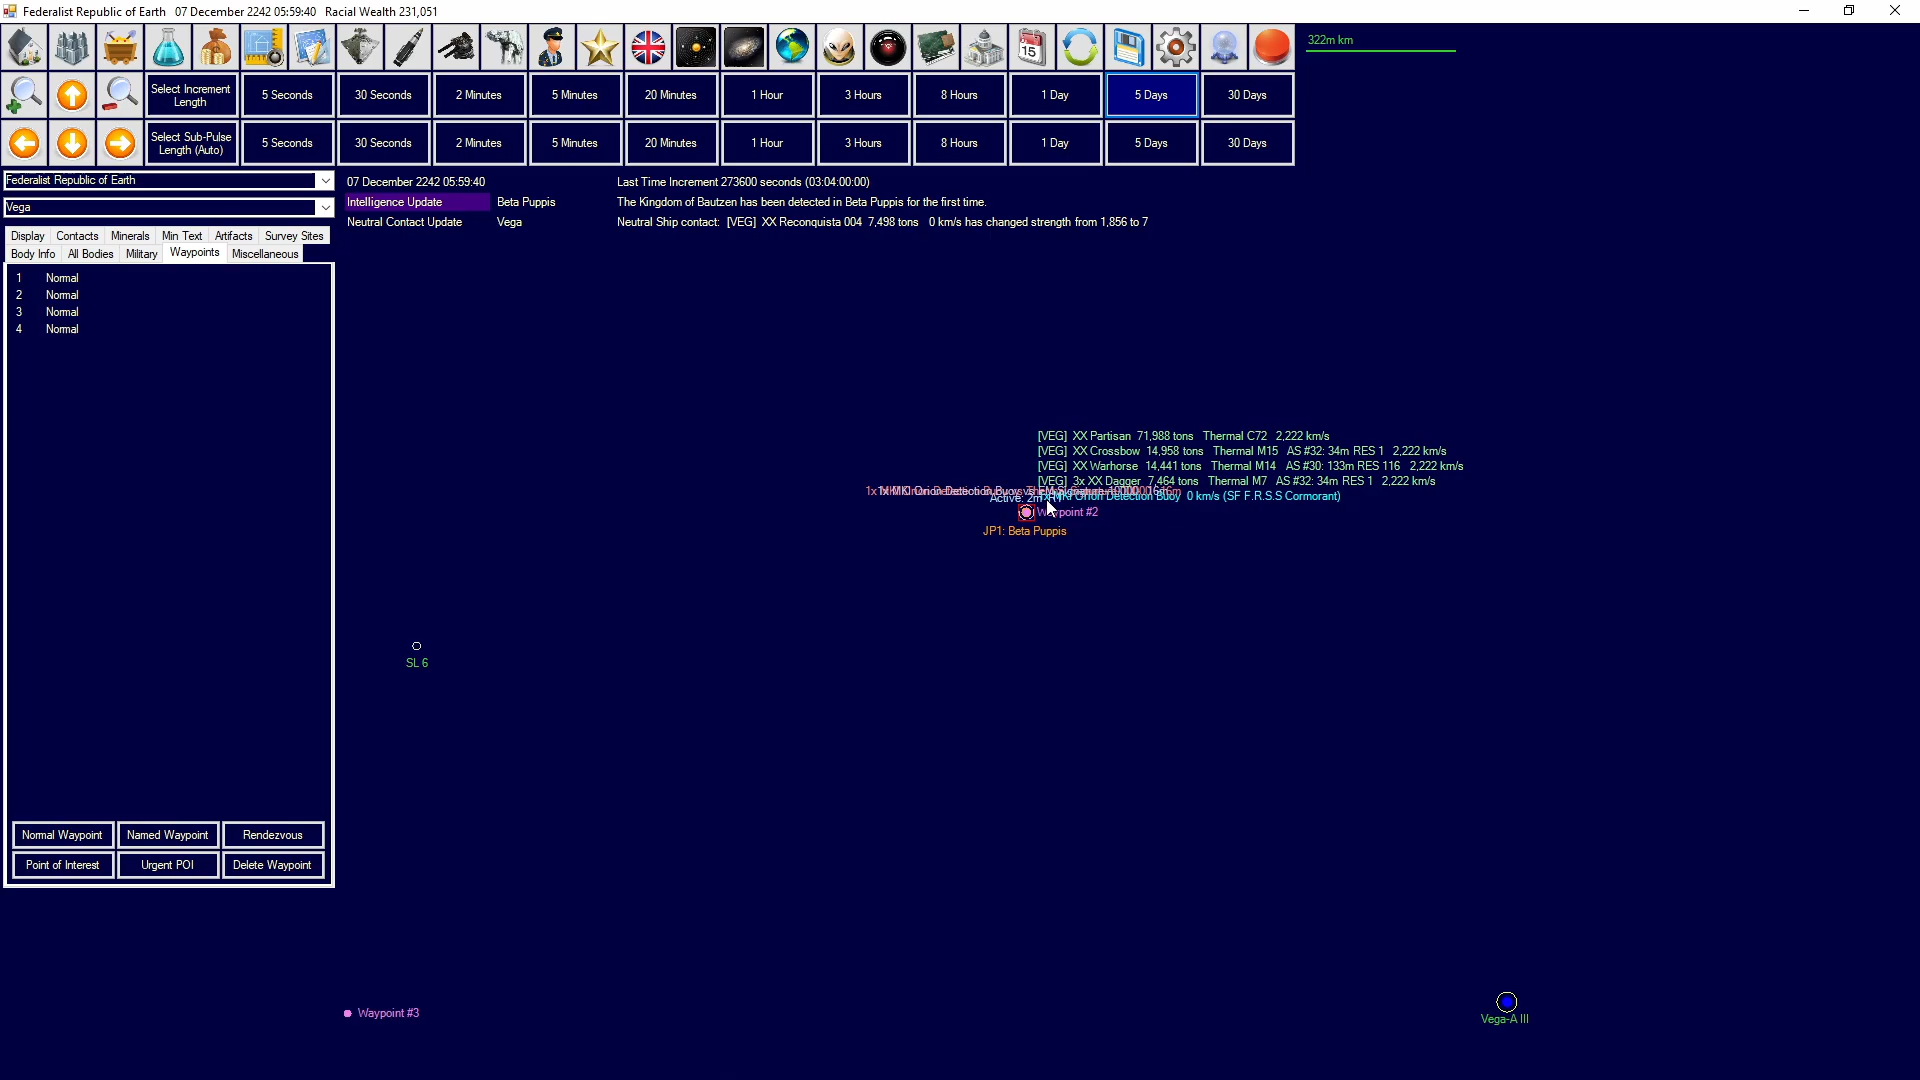 Federalist Republic of Earth   07 December 2242 05:59:40   Racial Wealth 231,051
15
322m km
Select Increment Length
5 Seconds
30 Seconds
2 Minutes
5 Minutes
20 Minutes
1 Hour
3 Hours
8 Hours
1 Day
5 Days
30 Days
Select Sub-Pulse Length (Auto)
5 Seconds
30 Seconds
2 Minutes
5 Minutes
20 Minutes
1 Hour
3 Hours
8 Hours
1 Day
5 Days
30 Days
Federalist Republic of Earth
Vega
Display Contacts Minerals Min Text Artifacts Survey Sites
Body Info All Bodies Military Waypoints Miscellaneous
1 Normal
2 Normal
3 Normal
4 Normal
Normal Waypoint Named Waypoint Rendezvous
Point of Interest Urgent POI Delete Waypoint
07 December 2242 05:59:40 Last Time Increment 273600 seconds (03:04:00:00)
Intelligence Update Beta Puppis The Kingdom of Bautzen has been detected in Beta Puppis for the first time.
Neutral Contact Update Vega Neutral Ship contact: [VEG] XX Reconquista 004 7,498 tons 0 km/s has changed strength from 1,856 to 7
[VEG] XX Partisan 71,988 tons Thermal C72 2,222 km/s
[VEG] XX Crossbow 14,958 tons Thermal M15 AS #32: 34m RES 1 2,222 km/s
[VEG] XX Warhorse 14,441 tons Thermal M14 AS #30: 133m RES 116 2,222 km/s
[VEG] 3x XX Dagger 7,464 tons Thermal M7 AS #32: 34m RES 1 2,222 km/s
Orion Detection Buoy 0 km/s (SF F.R.S.S Cormorant)
Active: 2m
Waypoint #2
JP1: Beta Puppis
SL 6
Waypoint #3
Vega-A III